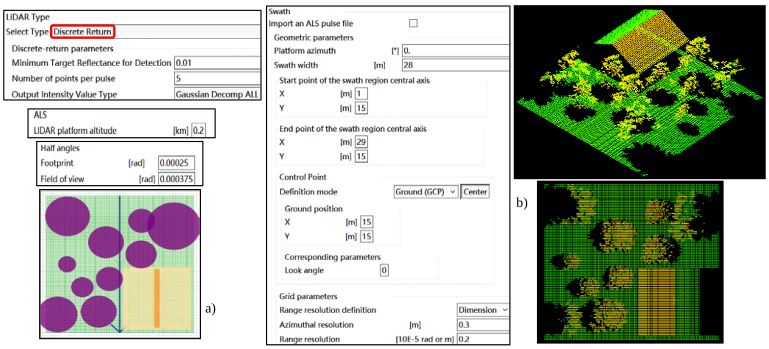 LiDAR Type
Select Type Discrete Return
Discrete-return parameters
Minimum Target Reflectance for Detection 0.01
Number of points per pulse 5
Output Intensity Value Type Gaussian Decomp ALL
ALS
LIDAR platform altitude [km] 0.2
Half angles
Footprint [rad] 0.00025
Field of view [rad] 0.000375
a)
Swath
Import an ALS pulse file
Geometric parameters
Platform azimuth [°] 0.
Swath width [m] 28
Start point of the swath region central axis
X [m] 1
Y [m] 15
End point of the swath region central axis
X [m] 29
Y [m] 15
Control Point
Definition mode Ground (GCP) Center
Ground position
X [m] 15
Y [m] 15
Corresponding parameters
Look angle 0
Grid parameters
Range resolution definition Dimension
Azimuthal resolution [m] 0.3
Range resolution [10E-5 rad or m] 0.2
b)